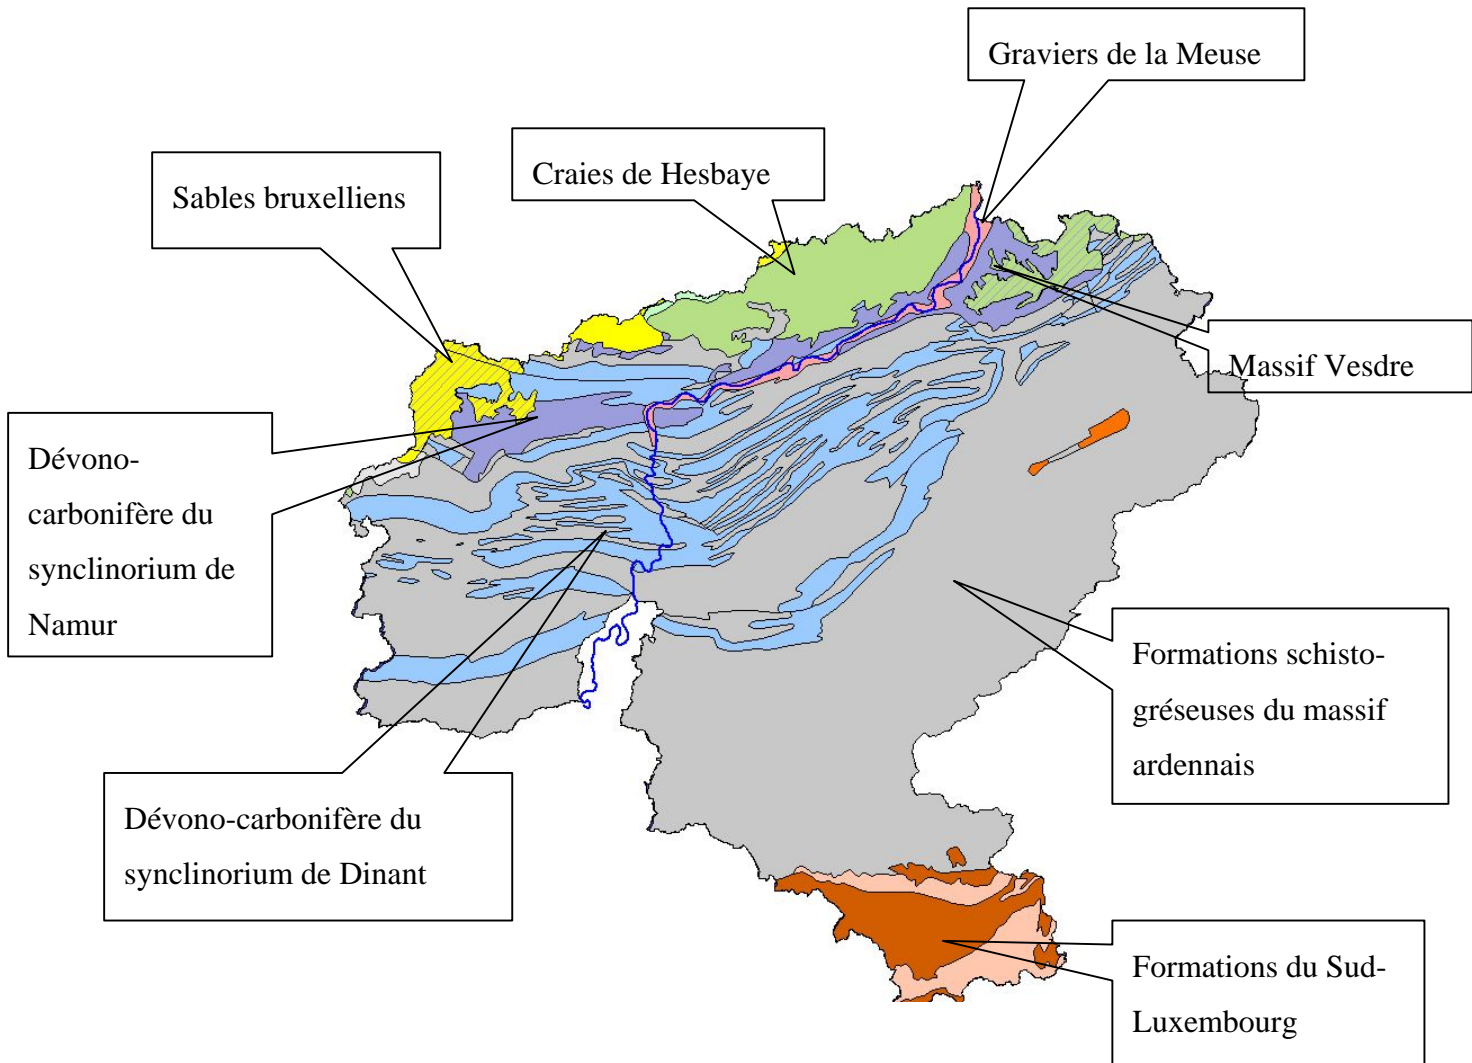 Graviers de la Meuse
Craies de Hesbaye
Sables bruxelliens
Massif Vesdre
Dévono-
carbonifère du
synclinorium de
Namur
Formations schisto-
gréseuses du massif
ardennais
Dévono-carbonifère du
synclinorium de Dinant
Formations du Sud-
Luxembourg